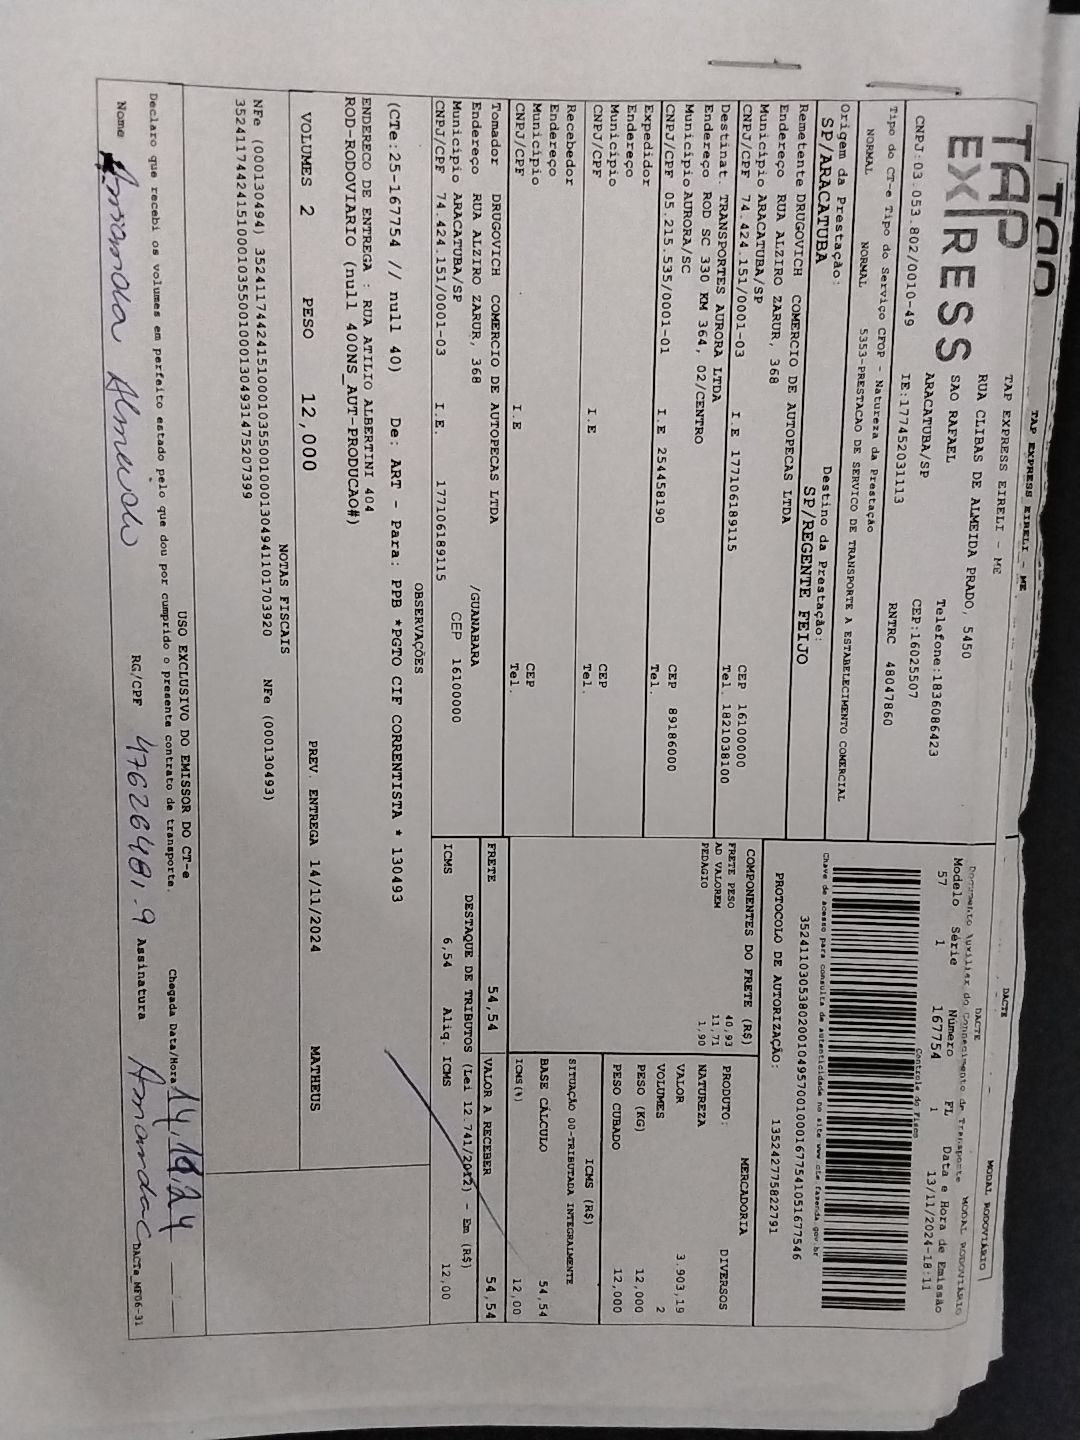 TAP EXPRESS EIRELI - ME
DACTE
MODAL RODOVIÁRIO
TAP
EXPRESS
TAP EXPRESS EIRELI - ME
RUA CLIBAS DE ALMEIDA PRADO, 5450
SAO RAFAEL
ARACATUBA/SP
Telefone:1836086423
CEP:16025507
CNPJ:03.053.802/0010-49 IE:177452031113 RNTRC 48047860
DACTE
Documento Auxiliar do Conhecimento de Transporte MODAL RODOVIÁRIO
Modelo Série Número FL Data e Hora de Emissão
57 1 167754 1 13/11/2024-18:11
Controle do Fisco
Chave de acesso para consulta de autenticidade no site www.cte.fazenda.gov.br
35241103053802001049570010001677541051677546
PROTOCOLO DE AUTORIZAÇÃO: 135242775822791
Tipo do CT-e Tipo do Serviço CFOP - Natureza da Prestação
NORMAL NORMAL 5353-PRESTACAO DE SERVICO DE TRANSPORTE A ESTABELECIMENTO COMERCIAL
Origem da Prestação: Destino da Prestação:
SP/ARACATUBA SP/REGENTE FEIJO
Remetente DRUGOVICH COMERCIO DE AUTOPECAS LTDA
Endereço RUA ALZIRO ZARUR, 368
Municipio ARACATUBA/SP CEP 16100000
CNPJ/CPF 74.424.151/0001-03 I.E 177106189115 Tel. 1821038100
Destinat. TRANSPORTES AURORA LTDA
Endereço ROD SC 330 KM 364, 02/CENTRO
Municipio AURORA/SC CEP 89186000
CNPJ/CPF 05.215.535/0001-01 I.E 254458190 Tel.
Expedidor
Endereço
Municipio CEP
CNPJ/CPF I.E Tel.
Recebedor
Endereço
Municipio CEP
CNPJ/CPF I.E Tel.
Tomador DRUGOVICH COMERCIO DE AUTOPECAS LTDA
Endereço RUA ALZIRO ZARUR, 368 /GUANABARA
Municipio ARACATUBA/SP CEP 16100000
CNPJ/CPF 74.424.151/0001-03 I.E. 177106189115
COMPONENTES DO FRETE (R$)
FRETE PESO 40,93
AD VALOREM 11,71
PEDAGIO 1,90
PRODUTO: MERCADORIA
NATUREZA DIVERSOS
VALOR 3.903,19
VOLUMES 2
PESO (KG) 12,000
PESO CUBADO 12,000
ICMS (R$)
SITUAÇÃO 00-TRIBUTADA INTEGRALMENTE
BASE CÁLCULO 54,54
ICMS(%) 12,00
FRETE 54,54 VALOR A RECEBER 54,54
DESTAQUE DE TRIBUTOS (Lei 12.741/2012) - Em (R$)
ICMS 6,54 Aliq. ICMS 12,00
OBSERVAÇÕES
(CTe:25-167754 // null 40) De: ART - Para: PPB *PGTO CIF CORRENTISTA * 130493
ENDERECO DE ENTREGA : RUA ATILIO ALBERTINI 404
ROD-RODOVIARIO (null 400NS_AUT-PRODUCAO#)
VOLUMES 2 PESO 12,000 PREV. ENTREGA 14/11/2024 MATHEUS
NOTAS FISCAIS
NFe (000130494) 35241174424151000103550010001304941101703920 NFe (000130493)
35241174424151000103550010001304931475207399
USO EXCLUSIVO DO EMISSOR DO CT-e
Declaro que recebi os volumes em perfeito estado pelo que dou por cumprido o presente contrato de transporte.
Chegada Data/Hora
Nome Amanda Almeida RG/CPF 47626481-9 Assinatura Amanda
DACTe_MF06-31